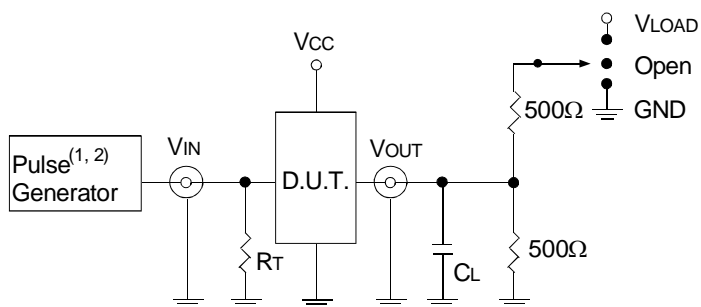 VLOAD
VCC
Open
500Ω
GND
VIN
VOUT
Pulse(1, 2)
Generator
D.U.T.
RT
CL
500Ω